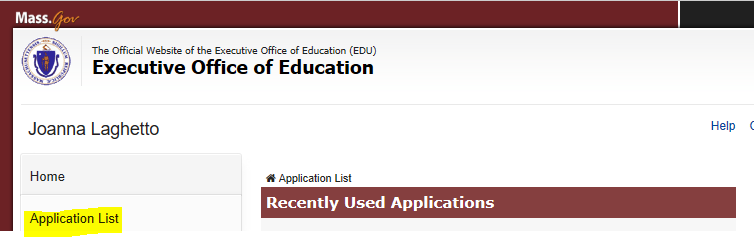 Mass.Gov
The Official Website of the Executive Office of Education (EDU)
Executive Office of Education
Joanna Laghetto
Help
Home
Application List
Application List
Recently Used Applications